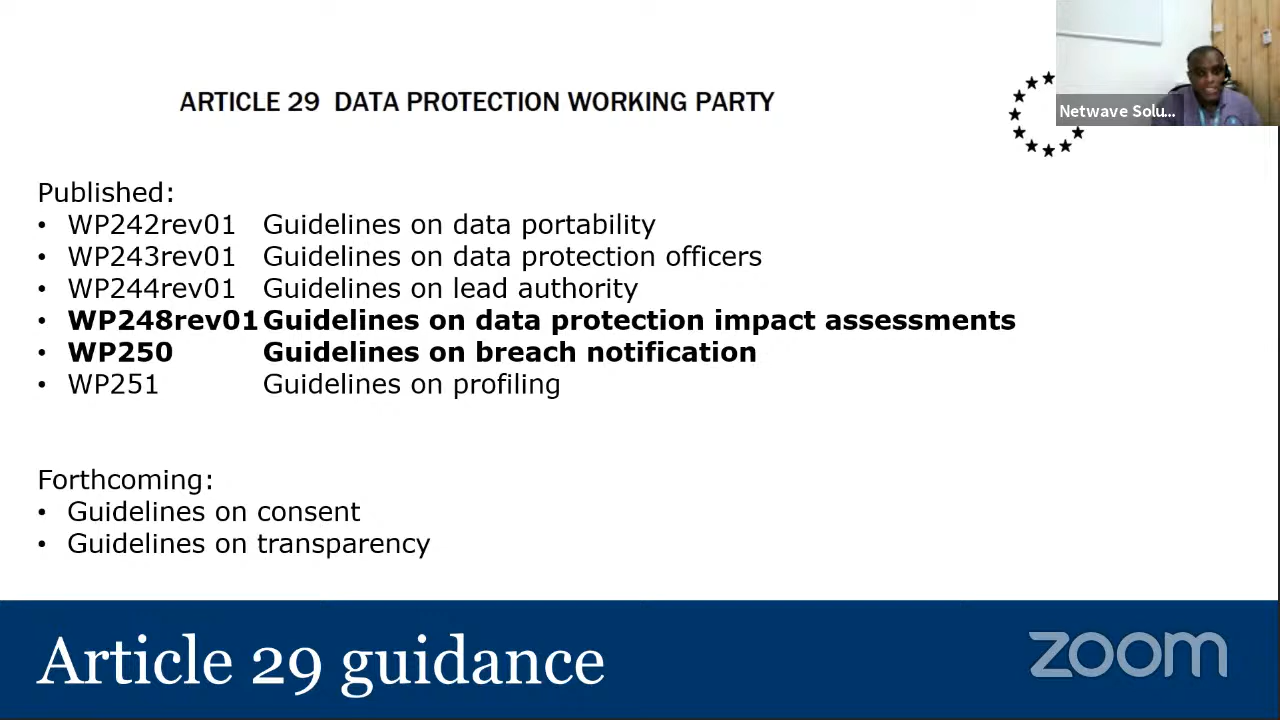 ARTICLE 29 DATA PROTECTION WORKING PARTY
Netwave Solu...
Published:
• WP242rev01 Guidelines on data portability
• WP243rev01 Guidelines on data protection officers
• WP244rev01 Guidelines on lead authority
• WP248rev01 Guidelines on data protection impact assessments
• WP250 Guidelines on breach notification
• WP251 Guidelines on profiling
Forthcoming:
• Guidelines on consent
• Guidelines on transparency
Article 29 guidance
zoom